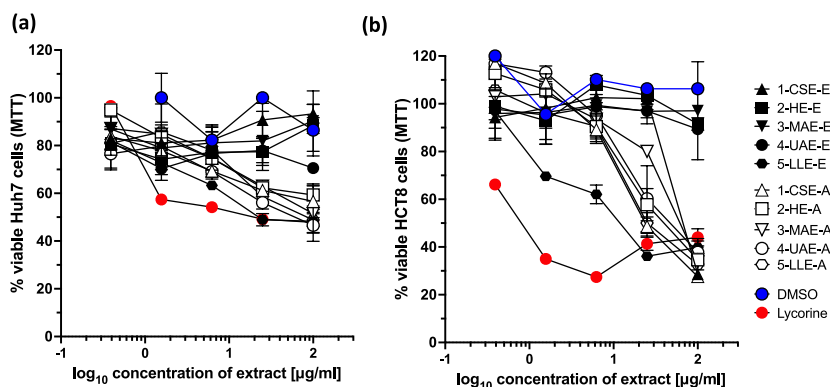 (a)
% viable Huh7 cells (MTT)
120
100
80
60
40
20
0
-1 0 1 2
log10 concentration of extract [µg/ml]
(b)
% viable HCT8 cells (MTT)
120
100
80
60
40
20
0
-1 0 1 2
log10 concentration of extract [µg/ml]
1-CSE-E
2-HE-E
3-MAE-E
4-UAE-E
5-LLE-E
1-CSE-A
2-HE-A
3-MAE-A
4-UAE-A
5-LLE-A
DMSO
Lycorine